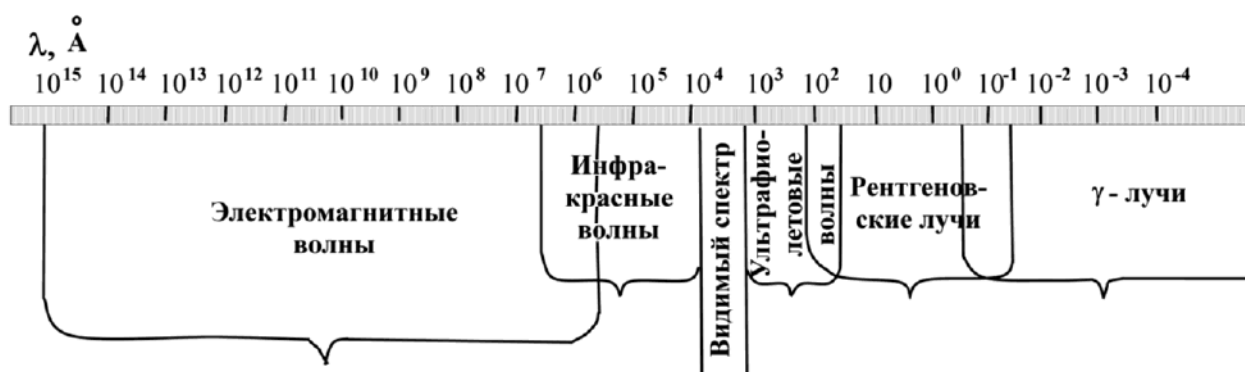 λ, Å
10¹⁵ 10¹⁴ 10¹³ 10¹² 10¹¹ 10¹⁰ 10⁹ 10⁸ 10⁷ 10⁶ 10⁵ 10⁴ 10³ 10² 10 10⁰ 10⁻¹ 10⁻² 10⁻³ 10⁻⁴
Электромагнитные
волны
Инфра-
красные
волны
Видимый спектр
Ультрафио-
летовые
волны
Рентгенов-
ские лучи
γ - лучи